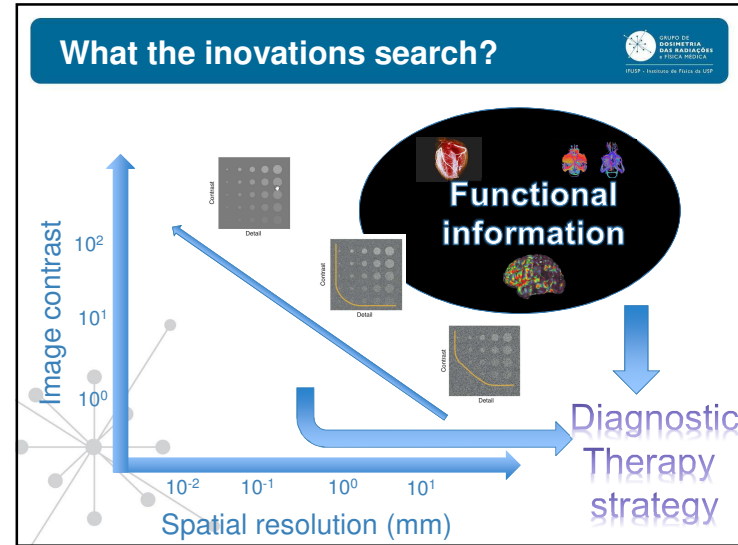 What the inovations search?
GRUPO DE
DOSIMETRIA
DAS RADIAÇÕES
e FÍSICA MÉDICA
IFUSP - Instituto de Física da USP
Functional
information
Contrast
Detail
Contrast
Detail
Contrast
Detail
Image contrast
10²
10¹
10⁰
10⁻²
10⁻¹
10⁰
10¹
Spatial resolution (mm)
Diagnostic
Therapy
strategy